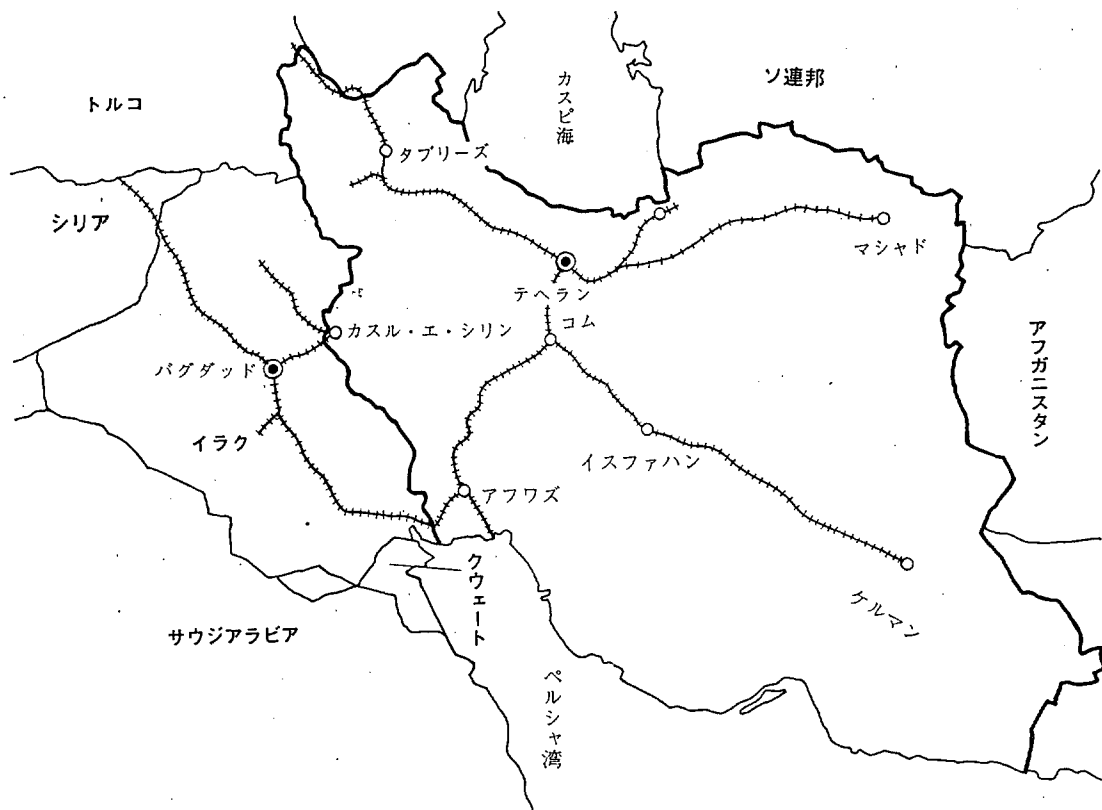 トルコ
ソ連邦
カスピ海
タブリーズ
シリア
マシャド
テヘラン
コム
カスル・エ・シリン
バグダッド
アフガニスタン
イラク
イスファハン
アフワズ
クウェート
ケルマン
サウジアラビア
ペルシャ湾